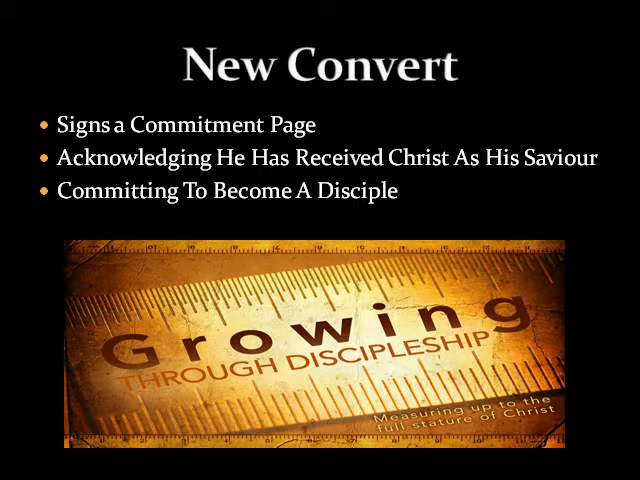 New Convert
Signs a Commitment Page
Acknowledging He Has Received Christ As His Saviour
Committing To Become A Disciple
Growing
THROUGH DISCIPLESHIP
Measuring up to the
full stature of Christ